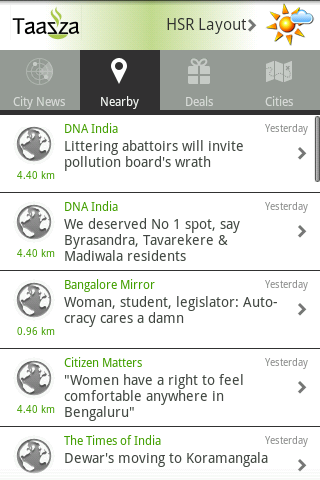 Taazza
HSR Layout
City News
Nearby
Deals
Cities
DNA India
Yesterday
Littering abattoirs will invite
pollution board's wrath
4.40 km
DNA India
Yesterday
We deserved No 1 spot, say
Byrasandra, Tavarekere &
Madiwala residents
4.40 km
Bangalore Mirror
Yesterday
Woman, student, legislator: Auto-
cracy cares a damn
0.96 km
Citizen Matters
Yesterday
"Women have a right to feel
comfortable anywhere in
Bengaluru"
4.40 km
The Times of India
Yesterday
Dewar's moving to Koramangala